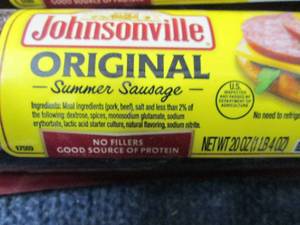 Johnsonville
ORIGINAL
Summer Sausage
Ingredients: Meat ingredients (pork, beef), salt and less than 2% of
the following: dextrose, spices, monosodium glutamate, sodium
erythorbate, lactic acid starter culture, natural flavoring, sodium nitrite.
U.S.
INSPECTED
AND PASSED BY
DEPARTMENT OF
AGRICULTURE
No need to refrige
NO FILLERS
GOOD SOURCE OF PROTEIN
NET WT 20 OZ (1 LB 4 OZ)